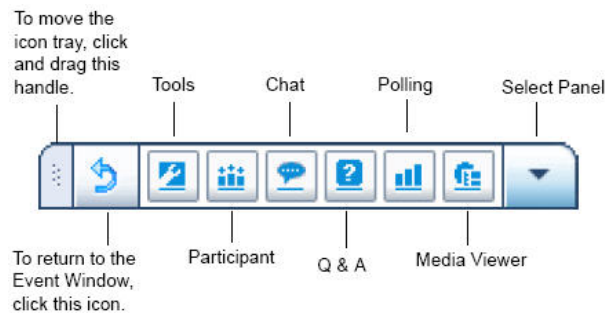 To move the
icon tray, click
and drag this
handle.
Tools
Chat
Polling
Select Panel
?
To return to the
Event Window,
click this icon.
Participant
Q & A
Media Viewer